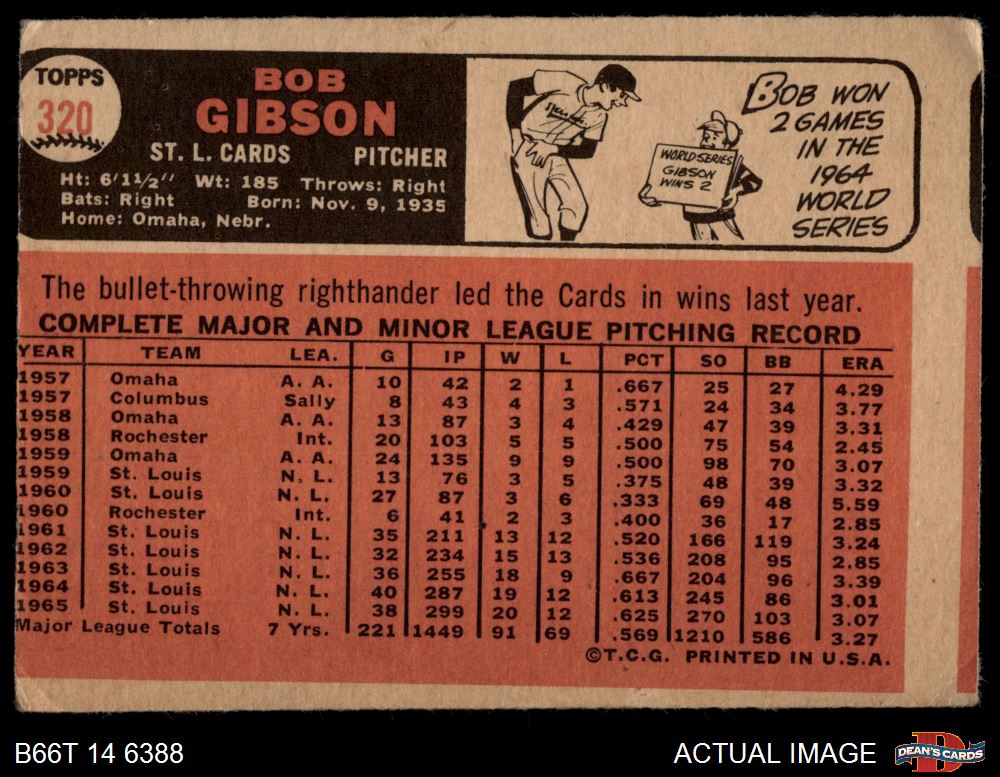 TOPPS
320
BOB
GIBSON
ST. L. CARDS PITCHER
Ht: 6'1½" Wt: 185 Throws: Right
Bats: Right Born: Nov. 9, 1935
Home: Omaha, Nebr.
WORLD SERIES
GIBSON
WINS 2
BOB WON
2 GAMES
IN THE
1964
WORLD
SERIES
The bullet-throwing righthander led the Cards in wins last year.
COMPLETE MAJOR AND MINOR LEAGUE PITCHING RECORD
YEAR TEAM LEA. G IP W L PCT SO BB ERA
1957 Omaha A. A. 10 42 2 1 .667 25 27 4.29
1957 Columbus Sally 8 43 4 3 .571 24 34 3.77
1958 Omaha A. A. 13 87 3 4 .429 47 39 3.31
1958 Rochester Int. 20 103 5 5 .500 75 54 2.45
1959 Omaha A. A. 24 135 9 9 .500 98 70 3.07
1959 St. Louis N. L. 13 76 3 5 .375 48 39 3.32
1960 St. Louis N. L. 27 87 3 6 .333 69 48 5.59
1960 Rochester Int. 6 41 2 3 .400 36 17 2.85
1961 St. Louis N. L. 35 211 13 12 .520 166 119 3.24
1962 St. Louis N. L. 32 234 15 13 .536 208 95 2.85
1963 St. Louis N. L. 36 255 18 9 .667 204 96 3.39
1964 St. Louis N. L. 40 287 19 12 .613 245 86 3.01
1965 St. Louis N. L. 38 299 20 12 .625 270 103 3.07
Major League Totals 7 Yrs. 221 1449 91 69 .569 1210 586 3.27
©T.C.G. PRINTED IN U.S.A.
B66T 14 6388 ACTUAL IMAGE
DEAN'S CARDS